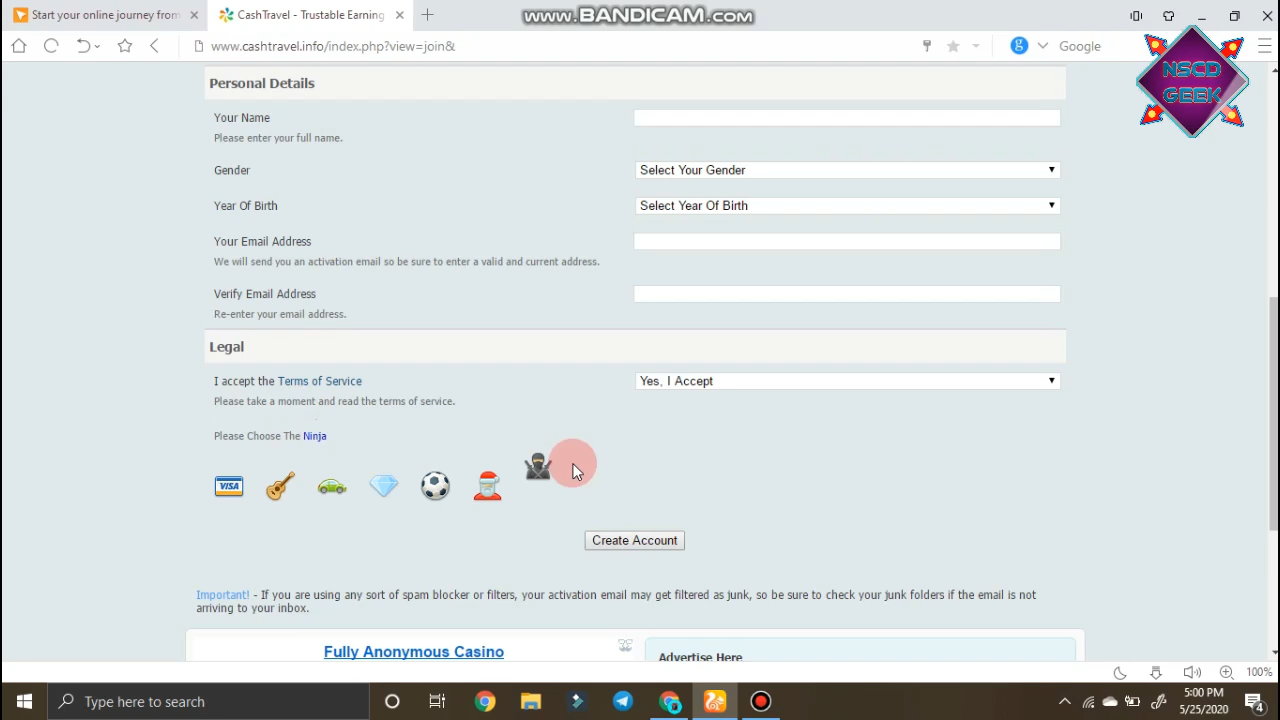 Start your online journey from
CashTravel - Trustable Earning
www.BANDICAM.com
www.cashtravel.info/index.php?view=join&
g
Google
NSCD
GEEK
Personal Details
Your Name
Please enter your full name.
Gender
Select Your Gender
Year Of Birth
Select Year Of Birth
Your Email Address
We will send you an activation email so be sure to enter a valid and current address.
Verify Email Address
Re-enter your email address.
Legal
I accept the Terms of Service
Yes, I Accept
Please take a moment and read the terms of service.
Please Choose The Ninja
VISA
Create Account
Important! - If you are using any sort of spam blocker or filters, your activation email may get filtered as junk, so be sure to check your junk folders if the email is not
arriving to your inbox.
Fully Anonymous Casino
Advertise Here
100%
Type here to search
5:00 PM
5/25/2020
4